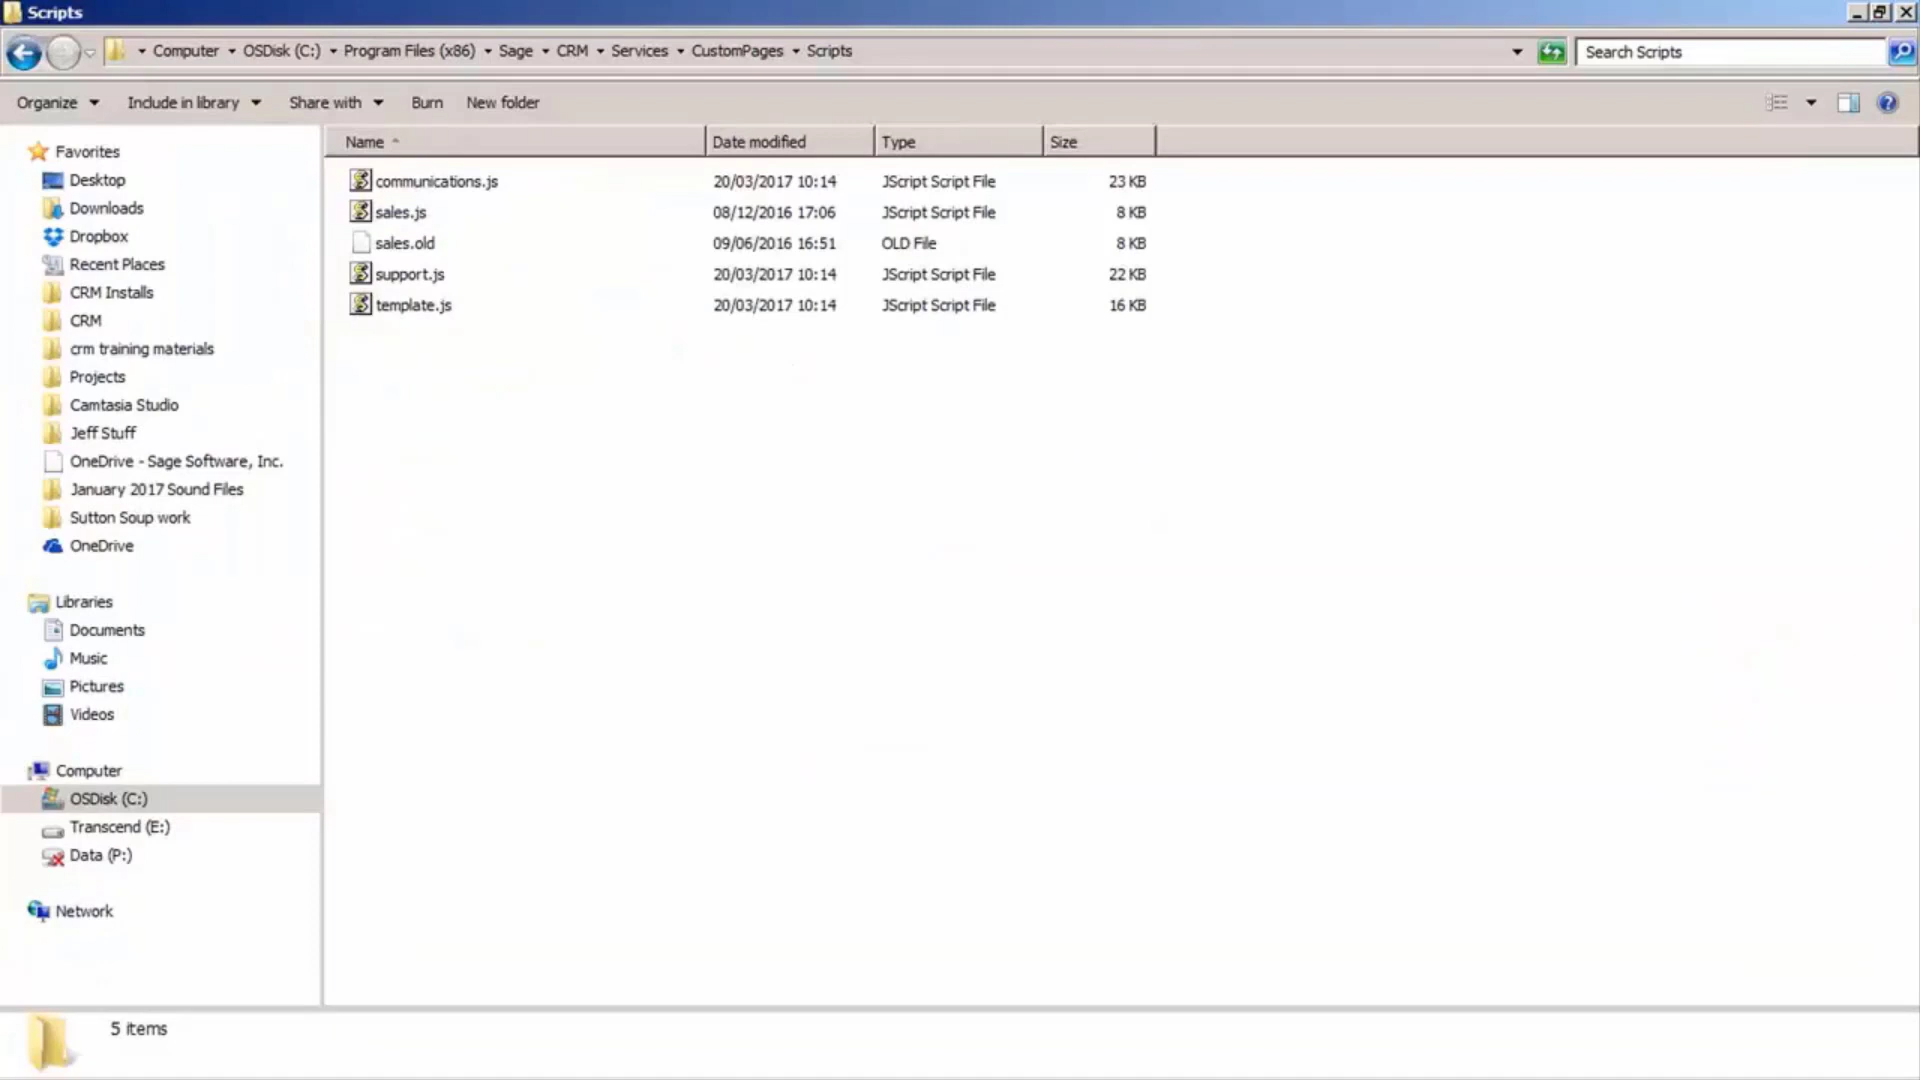 Scripts
Computer OSDisk (C:) Program Files (x86) Sage CRM Services CustomPages Scripts Search Scripts
Organize Include in library Share with Burn New folder
Name Date modified Type Size
Favorites
Desktop
Downloads
Dropbox
Recent Places
CRM Installs
CRM
crm training materials
Projects
Camtasia Studio
Jeff Stuff
OneDrive - Sage Software, Inc.
January 2017 Sound Files
Sutton Soup work
OneDrive
Libraries
Documents
Music
Pictures
Videos
Computer
OSDisk (C:)
Transcend (E:)
Data (P:)
Network
communications.js 20/03/2017 10:14 JScript Script File 23 KB
sales.js 08/12/2016 17:06 JScript Script File 8 KB
sales.old 09/06/2016 16:51 OLD File 8 KB
support.js 20/03/2017 10:14 JScript Script File 22 KB
template.js 20/03/2017 10:14 JScript Script File 16 KB
5 items